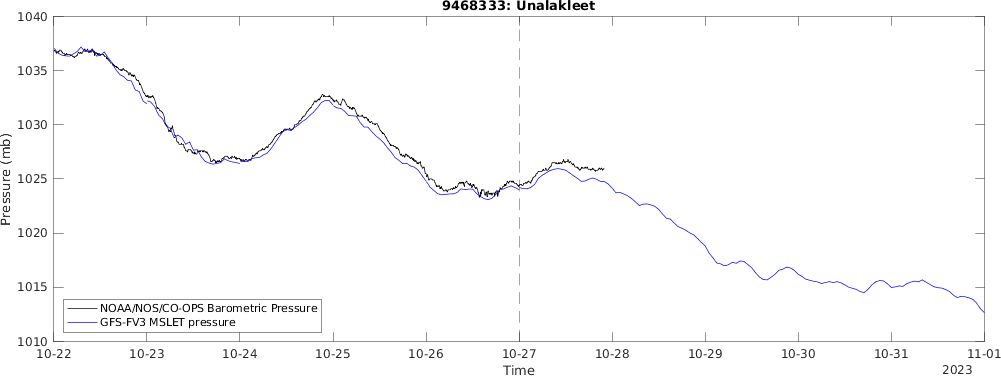 9468333: Unalakleet
Pressure (mb)
1040
1035
1030
1025
1020
1015
1010
NOAA/NOS/CO-OPS Barometric Pressure
GFS-FV3 MSLET pressure
10-22 10-23 10-24 10-25 10-26 10-27 10-28 10-29 10-30 10-31 11-01
Time
2023